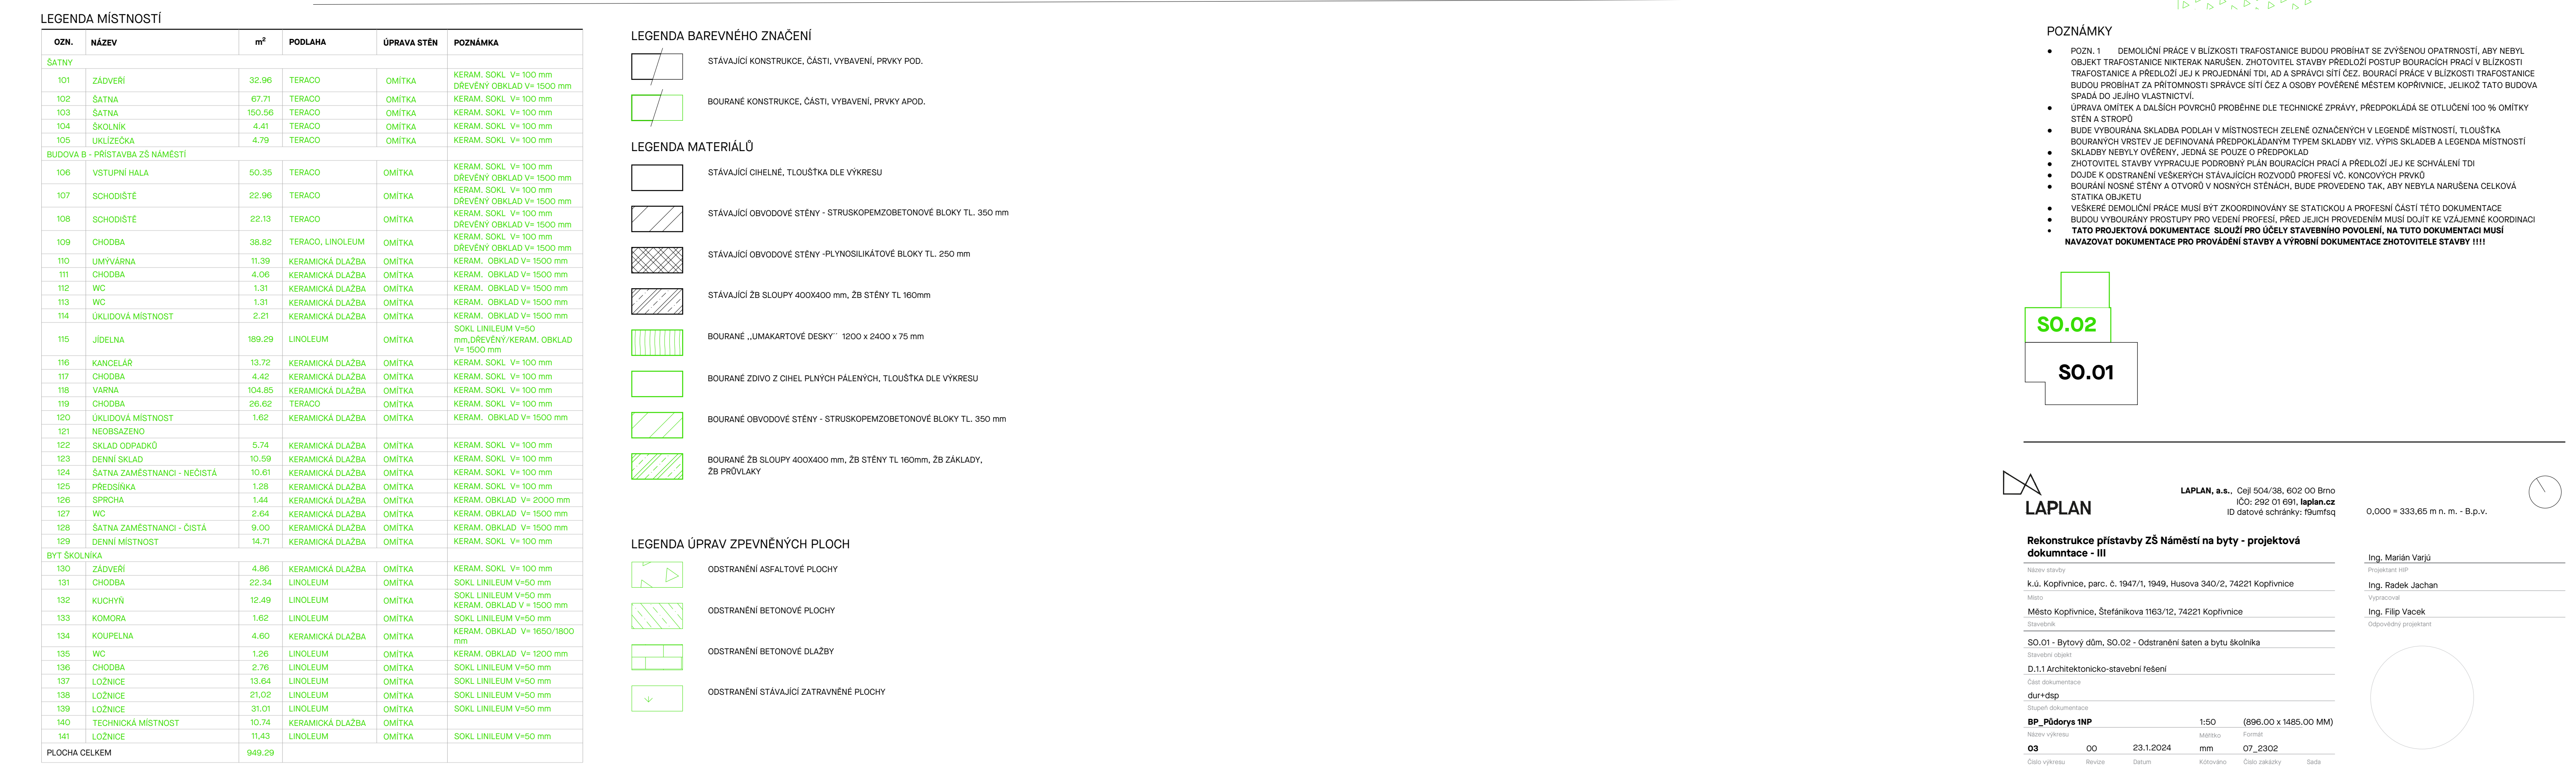 LEGENDA MÍSTNOSTÍ
OZN. NÁZEV m² PODLAHA ÚPRAVA STĚN POZNÁMKA
ŠATNY
101 ZÁDVEŘÍ 32.96 TERACO OMÍTKA KERAM. SOKL V= 100 mm
DŘEVĚNÝ OBKLAD V= 1500 mm
102 ŠATNA 67.71 TERACO OMÍTKA KERAM. SOKL V= 100 mm
103 ŠATNA 150.56 TERACO OMÍTKA KERAM. SOKL V= 100 mm
104 ŠKOLNÍK 4.41 TERACO OMÍTKA KERAM. SOKL V= 100 mm
105 UKLÍZEČKA 4.79 TERACO OMÍTKA KERAM. SOKL V= 100 mm
BUDOVA B - PŘÍSTAVBA ZŠ NÁMĚSTÍ
106 VSTUPNÍ HALA 50.35 TERACO OMÍTKA KERAM. SOKL V= 100 mm
DŘEVĚNÝ OBKLAD V= 1500 mm
107 SCHODIŠTĚ 22.96 TERACO OMÍTKA KERAM. SOKL V= 100 mm
DŘEVĚNÝ OBKLAD V= 1500 mm
108 SCHODIŠTĚ 22.13 TERACO OMÍTKA KERAM. SOKL V= 100 mm
DŘEVĚNÝ OBKLAD V= 1500 mm
109 CHODBA 38.82 TERACO, LINOLEUM OMÍTKA KERAM. SOKL V= 100 mm
DŘEVĚNÝ OBKLAD V= 1500 mm
110 UMÝVÁRNA 11.39 KERAMICKÁ DLAŽBA OMÍTKA KERAM. OBKLAD V= 1500 mm
111 CHODBA 4.06 KERAMICKÁ DLAŽBA OMÍTKA KERAM. OBKLAD V= 1500 mm
112 WC 1.31 KERAMICKÁ DLAŽBA OMÍTKA KERAM. OBKLAD V= 1500 mm
113 WC 1.31 KERAMICKÁ DLAŽBA OMÍTKA KERAM. OBKLAD V= 1500 mm
114 ÚKLIDOVÁ MÍSTNOST 2.21 KERAMICKÁ DLAŽBA OMÍTKA KERAM. OBKLAD V= 1500 mm
115 JÍDELNA 189.29 LINOLEUM OMÍTKA SOKL LINILEUM V=50
mm,DŘEVĚNÝ/KERAM. OBKLAD
V= 1500 mm
116 KANCELÁŘ 13.72 KERAMICKÁ DLAŽBA OMÍTKA KERAM. SOKL V= 100 mm
117 CHODBA 4.42 KERAMICKÁ DLAŽBA OMÍTKA KERAM. SOKL V= 100 mm
118 VARNA 104.85 KERAMICKÁ DLAŽBA OMÍTKA KERAM. SOKL V= 100 mm
119 CHODBA 26.62 TERACO OMÍTKA KERAM. SOKL V= 100 mm
120 ÚKLIDOVÁ MÍSTNOST 1.62 KERAMICKÁ DLAŽBA OMÍTKA KERAM. OBKLAD V= 1500 mm
121 NEOBSAZENO
122 SKLAD ODPADKŮ 5.74 KERAMICKÁ DLAŽBA OMÍTKA KERAM. SOKL V= 100 mm
123 DENNÍ SKLAD 10.59 KERAMICKÁ DLAŽBA OMÍTKA KERAM. SOKL V= 100 mm
124 ŠATNA ZAMĚSTNANCI - NEČISTÁ 10.61 KERAMICKÁ DLAŽBA OMÍTKA KERAM. SOKL V= 100 mm
125 PŘEDSÍŇKA 1.28 KERAMICKÁ DLAŽBA OMÍTKA KERAM. SOKL V= 100 mm
126 SPRCHA 1.44 KERAMICKÁ DLAŽBA OMÍTKA KERAM. OBKLAD V= 2000 mm
127 WC 2.64 KERAMICKÁ DLAŽBA OMÍTKA KERAM. OBKLAD V= 1500 mm
128 ŠATNA ZAMĚSTNANCI - ČISTÁ 9.00 KERAMICKÁ DLAŽBA OMÍTKA KERAM. OBKLAD V= 1500 mm
129 DENNÍ MÍSTNOST 14.71 KERAMICKÁ DLAŽBA OMÍTKA KERAM. SOKL V= 100 mm
BYT ŠKOLNÍKA
130 ZÁDVEŘÍ 4.86 KERAMICKÁ DLAŽBA OMÍTKA KERAM. SOKL V= 100 mm
131 CHODBA 22.34 LINOLEUM OMÍTKA SOKL LINILEUM V=50 mm
132 KUCHYŇ 12.49 LINOLEUM OMÍTKA SOKL LINILEUM V=50 mm
KERAM. OBKLAD V = 1500 mm
133 KOMORA 1.62 LINOLEUM OMÍTKA SOKL LINILEUM V=50 mm
134 KOUPELNA 4.60 KERAMICKÁ DLAŽBA OMÍTKA KERAM. OBKLAD V= 1650/1800
mm
135 WC 1.26 LINOLEUM OMÍTKA KERAM. OBKLAD V= 1200 mm
136 CHODBA 2.76 LINOLEUM OMÍTKA SOKL LINILEUM V=50 mm
137 LOŽNICE 13.64 LINOLEUM OMÍTKA SOKL LINILEUM V=50 mm
138 LOŽNICE 21.02 LINOLEUM OMÍTKA SOKL LINILEUM V=50 mm
139 LOŽNICE 31.01 LINOLEUM OMÍTKA SOKL LINILEUM V=50 mm
140 TECHNICKÁ MÍSTNOST 10.74 KERAMICKÁ DLAŽBA OMÍTKA
141 LOŽNICE 11.43 LINOLEUM OMÍTKA SOKL LINILEUM V=50 mm
PLOCHA CELKEM 949.29
LEGENDA BAREVNÉHO ZNAČENÍ
STÁVAJÍCÍ KONSTRUKCE, ČÁSTI, VYBAVENÍ, PRVKY POD.
BOURANÉ KONSTRUKCE, ČÁSTI, VYBAVENÍ, PRVKY APOD.
LEGENDA MATERIÁLŮ
STÁVAJÍCÍ CIHELNÉ, TLOUŠŤKA DLE VÝKRESU
STÁVAJÍCÍ OBVODOVÉ STĚNY - STRUSKOPEMZOBETONOVÉ BLOKY TL. 350 mm
STÁVAJÍCÍ OBVODOVÉ STĚNY -PLYNOSILIKÁTOVÉ BLOKY TL. 250 mm
STÁVAJÍCÍ ŽB SLOUPY 400X400 mm, ŽB STĚNY TL 160mm
BOURANÉ ,,UMAKARTOVÉ DESKY¨ 1200 x 2400 x 75 mm
BOURANÉ ZDIVO Z CIHEL PLNÝCH PÁLENÝCH, TLOUŠŤKA DLE VÝKRESU
BOURANÉ OBVODOVÉ STĚNY - STRUSKOPEMZOBETONOVÉ BLOKY TL. 350 mm
BOURANÉ ŽB SLOUPY 400X400 mm, ŽB STĚNY TL 160mm, ŽB ZÁKLADY,
ŽB PRŮVLAKY
LEGENDA ÚPRAV ZPEVNĚNÝCH PLOCH
ODSTRANĚNÍ ASFALTOVÉ PLOCHY
ODSTRANĚNÍ BETONOVÉ PLOCHY
ODSTRANĚNÍ BETONOVÉ DLAŽBY
ODSTRANĚNÍ STÁVAJÍCÍ ZATRAVNĚNÉ PLOCHY
POZNÁMKY
• POZN. 1 DEMOLIČNÍ PRÁCE V BLÍZKOSTI TRAFOSTANICE BUDOU PROBÍHAT SE ZVÝŠENOU OPATRNOSTÍ, ABY NEBYL
OBJEKT TRAFOSTANICE NIKTERAK NARUŠEN. ZHOTOVITEL STAVBY PŘEDLOŽÍ POSTUP BOURACÍCH PRACÍ V BLÍZKOSTI
TRAFOSTANICE A PŘEDLOŽÍ JEJ K PROJEDNÁNÍ TDI, AD A SPRÁVCI SÍTÍ ČEZ. BOURACÍ PRÁCE V BLÍZKOSTI TRAFOSTANICE
BUDOU PROBÍHAT ZA PŘÍTOMNOSTI SPRÁVCE SÍTÍ ČEZ A OSOBY POVĚŘENÉ MĚSTEM KOPŘIVNICE, JELIKOŽ TATO BUDOVA
SPADÁ DO JEJÍHO VLASTNICTVÍ.
• ÚPRAVA OMÍTEK A DALŠÍCH POVRCHŮ PROBĚHNE DLE TECHNICKÉ ZPRÁVY, PŘEDPOKLÁDÁ SE OTLUČENÍ 100 % OMÍTKY
STĚN A STROPŮ
• BUDE VYBOURÁNA SKLADBA PODLAH V MÍSTNOSTECH ZELENĚ OZNAČENÝCH V LEGENDĚ MÍSTNOSTÍ, TLOUŠŤKA
BOURANÝCH VRSTEV JE DEFINOVÁNA PŘEDPOKLÁDANÝM TYPEM SKLADBY VIZ. VÝPIS SKLADEB A LEGENDA MÍSTNOSTÍ
• SKLADBY NEBYLY OVĚŘENY, JEDNÁ SE POUZE O PŘEDPOKLAD
• ZHOTOVITEL STAVBY VYPRACUJE PODROBNÝ PLÁN BOURACÍCH PRACÍ A PŘEDLOŽÍ JEJ KE SCHVÁLENÍ TDI
• DOJDE K ODSTRANĚNÍ VEŠKERÝCH STÁVAJÍCÍCH ROZVODŮ PROFESÍ VČ. KONCOVÝCH PRVKŮ
• BOURÁNÍ NOSNÉ STĚNY A OTVORŮ V NOSNÝCH STĚNÁCH, BUDE PROVEDENO TAK, ABY NEBYLA NARUŠENA CELKOVÁ
STATIKA OBJKETU
• VEŠKERÉ DEMOLIČNÍ PRÁCE MUSÍ BÝT ZKOORDINOVÁNY SE STATICKOU A PROFESNÍ ČÁSTÍ TÉTO DOKUMENTACE
• BUDOU VYBOURÁNY PROSTUPY PRO VEDENÍ PROFESÍ, PŘED JEJICH PROVEDENÍM MUSÍ DOJÍT KE VZÁJEMNÉ KOORDINACI
• TATO PROJEKTOVÁ DOKUMENTACE SLOUŽÍ PRO ÚČELY STAVEBNÍHO POVOLENÍ, NA TUTO DOKUMENTACI MUSÍ
NAVAZOVAT DOKUMENTACE PRO PROVÁDĚNÍ STAVBY A VÝROBNÍ DOKUMENTACE ZHOTOVITELE STAVBY !!!!
SO.02
SO.01
LAPLAN
LAPLAN, a.s., Cejl 504/38, 602 00 Brno
IČO: 292 01 691, laplan.cz
ID datové schránky: f9umfsq
0,000 = 333,65 m n. m. - B.p.v.
Rekonstrukce přístavby ZŠ Náměstí na byty - projektová
dokumntace - III
Název stavby
k.ú. Kopřivnice, parc. č. 1947/1, 1949, Husova 340/2, 74221 Kopřivnice
Místo
Město Kopřivnice, Štefánikova 1163/12, 74221 Kopřivnice
Stavebník
SO.01 - Bytový dům, SO.02 - Odstranění šaten a bytu školníka
Stavební objekt
D.1.1 Architektonicko-stavební řešení
Část dokumentace
dur+dsp
Stupeň dokumentace
BP_Půdorys 1NP 1:50 (896.00 x 1485.00 MM)
Název výkresu Měřítko Formát
03 00 23.1.2024 mm 07_2302
Číslo výkresu Revize Datum Kótováno Číslo zakázky Sada
Ing. Marián Varjú
Projektant HIP
Ing. Radek Jachan
Vypracoval
Ing. Filip Vacek
Odpovědný projektant